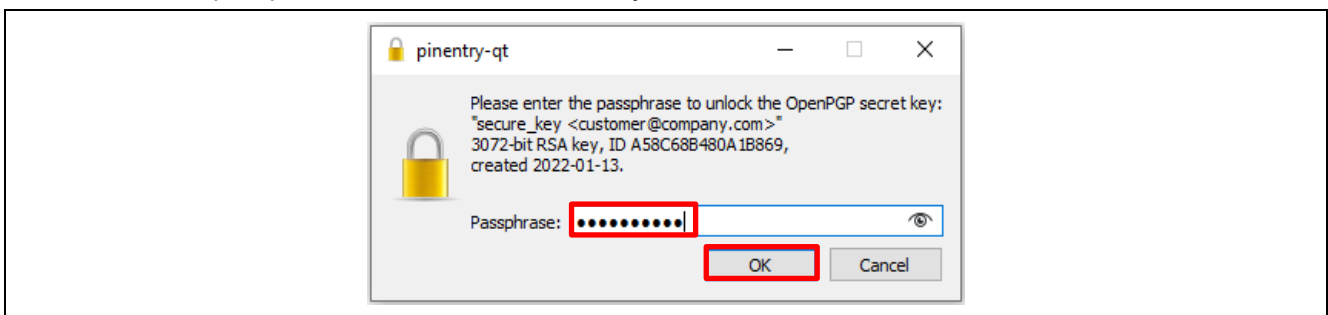 pinentry-qt
Please enter the passphrase to unlock the OpenPGP secret key:
"secure_key <customer@company.com>"
3072-bit RSA key, ID A58C68B480A1B869,
created 2022-01-13.
Passphrase: ●●●●●●●●●●
OK Cancel